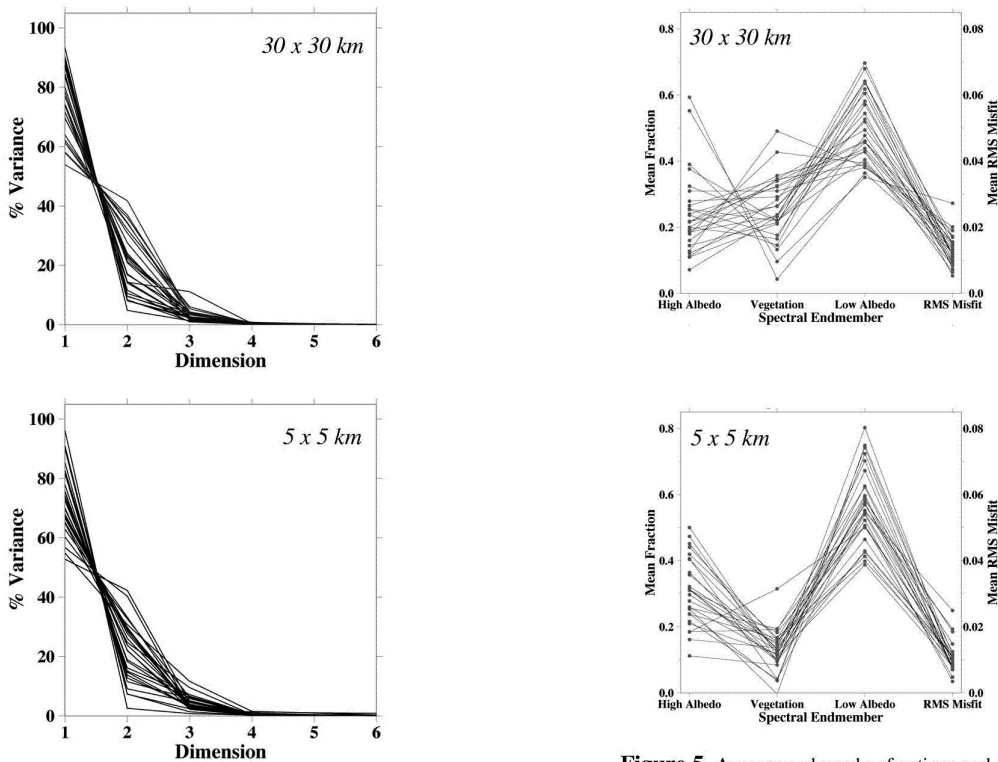 100
80
60
40
20
0
% Variance
30 x 30 km
1 2 3 4 5 6
Dimension
0.8
0.6
0.4
0.2
0.0
Mean Fraction
30 x 30 km
0.08
0.06
0.04
0.02
0.0
Mean RMS Misfit
High Albedo Vegetation Low Albedo RMS Misfit
Spectral Endmember
100
80
60
40
20
0
% Variance
5 x 5 km
1 2 3 4 5 6
Dimension
0.8
0.6
0.4
0.2
0.0
Mean Fraction
5 x 5 km
0.08
0.06
0.04
0.02
0.0
Mean RMS Misfit
High Albedo Vegetation Low Albedo RMS Misfit
Spectral Endmember
Figure 5.